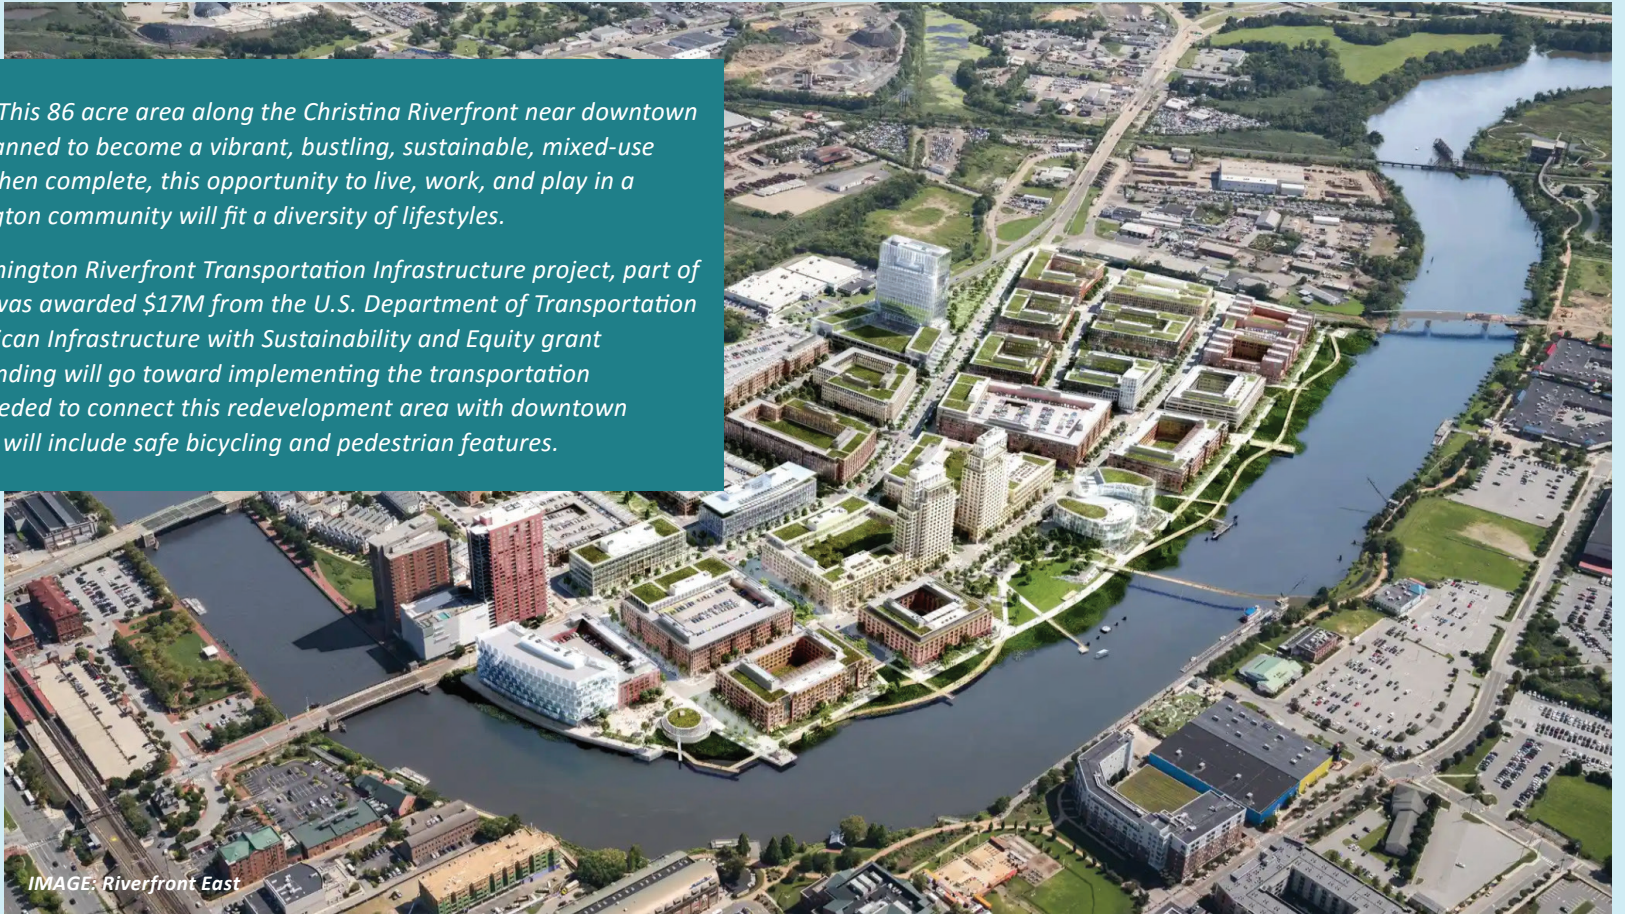 This 86 acre area along the Christina Riverfront near downtown
anned to become a vibrant, bustling, sustainable, mixed-use
hen complete, this opportunity to live, work, and play in a
gton community will fit a diversity of lifestyles.
ington Riverfront Transportation Infrastructure project, part of
was awarded $17M from the U.S. Department of Transportation
ican Infrastructure with Sustainability and Equity grant
nding will go toward implementing the transportation
eded to connect this redevelopment area with downtown
will include safe bicycling and pedestrian features.
IMAGE: Riverfront East